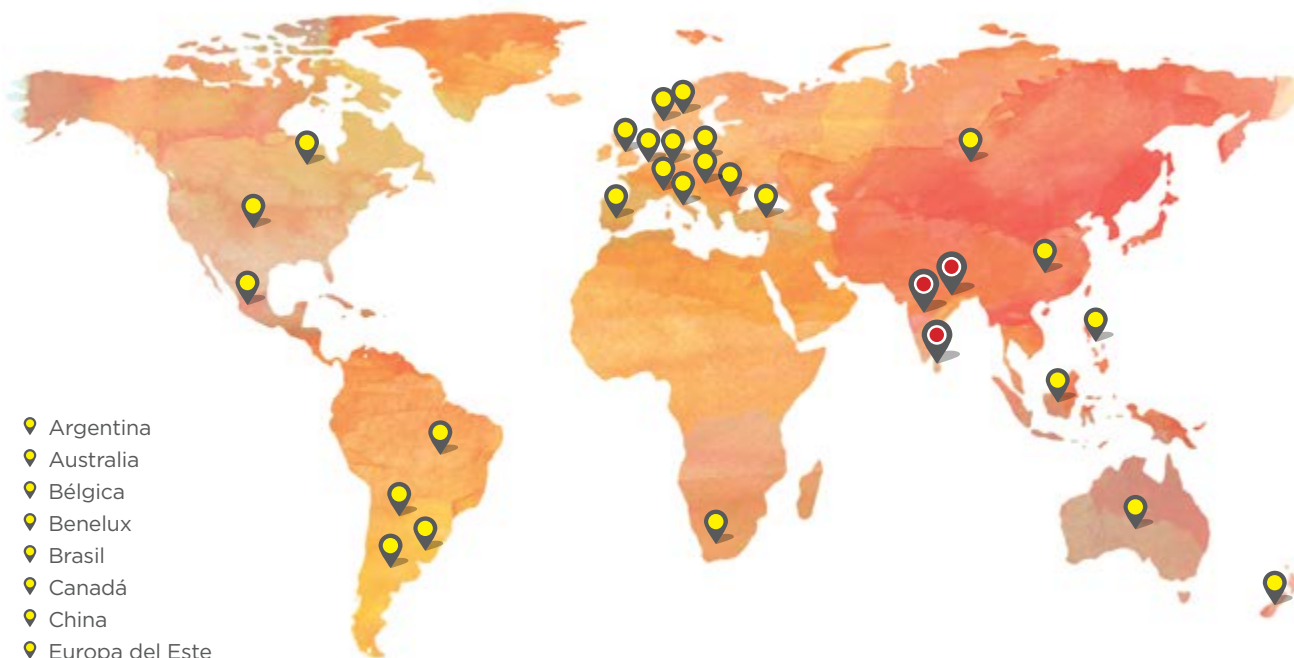 Argentina
Australia
Bélgica
Benelux
Brasil
Canadá
China
Europa del Este